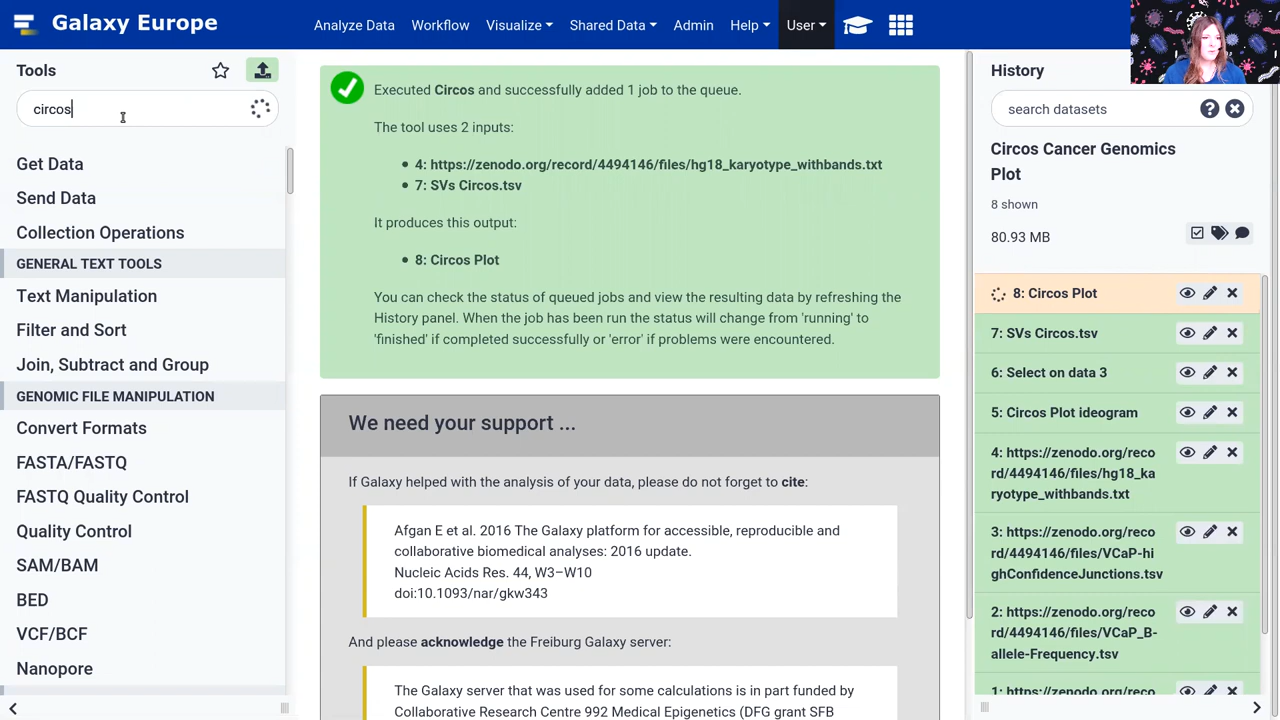 Galaxy Europe
Analyze Data Workflow Visualize Shared Data Admin Help User
Tools
circos
Get Data
Send Data
Collection Operations
GENERAL TEXT TOOLS
Text Manipulation
Filter and Sort
Join, Subtract and Group
GENOMIC FILE MANIPULATION
Convert Formats
FASTA/FASTQ
FASTQ Quality Control
Quality Control
SAM/BAM
BED
VCF/BCF
Nanopore
Executed Circos and successfully added 1 job to the queue.
The tool uses 2 inputs:
4: https://zenodo.org/record/4494146/files/hg18_karyotype_withbands.txt
7: SVs Circos.tsv
It produces this output:
8: Circos Plot
You can check the status of queued jobs and view the resulting data by refreshing the
History panel. When the job has been run the status will change from 'running' to
'finished' if completed successfully or 'error' if problems were encountered.
We need your support ...
If Galaxy helped with the analysis of your data, please do not forget to cite:
Afgan E et al. 2016 The Galaxy platform for accessible, reproducible and
collaborative biomedical analyses: 2016 update.
Nucleic Acids Res. 44, W3–W10
doi:10.1093/nar/gkw343
And please acknowledge the Freiburg Galaxy server:
The Galaxy server that was used for some calculations is in part funded by
Collaborative Research Centre 992 Medical Epigenetics (DFG grant SFB
History
search datasets
Circos Cancer Genomics
Plot
8 shown
80.93 MB
8: Circos Plot
7: SVs Circos.tsv
6: Select on data 3
5: Circos Plot ideogram
4: https://zenodo.org/reco
rd/4494146/files/hg18_ka
ryotype_withbands.txt
3: https://zenodo.org/reco
rd/4494146/files/VCaP-hi
ghConfidenceJunctions.tsv
2: https://zenodo.org/reco
rd/4494146/files/VCaP_B-
allele-Frequency.tsv
1: https://zenodo.org/reco